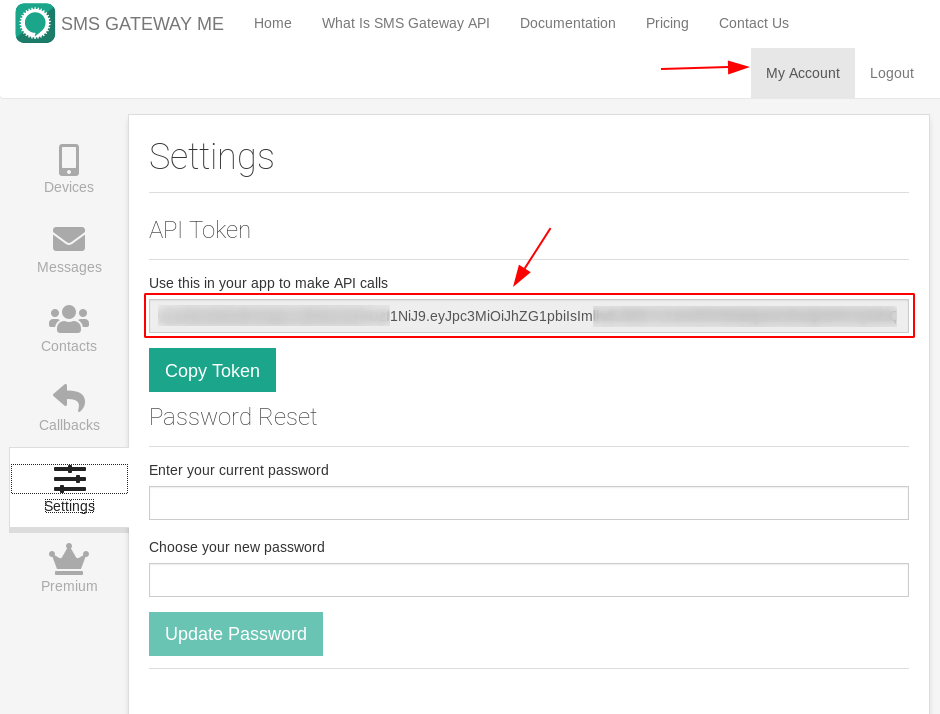 SMS GATEWAY ME Home What Is SMS Gateway API Documentation Pricing Contact Us
My Account Logout
Devices
Messages
Contacts
Callbacks
Settings
Premium
Settings
API Token
Use this in your app to make API calls
1NiJ9.eyJpc3MiOiJhZG1pbiIsIm
Copy Token
Password Reset
Enter your current password
Choose your new password
Update Password